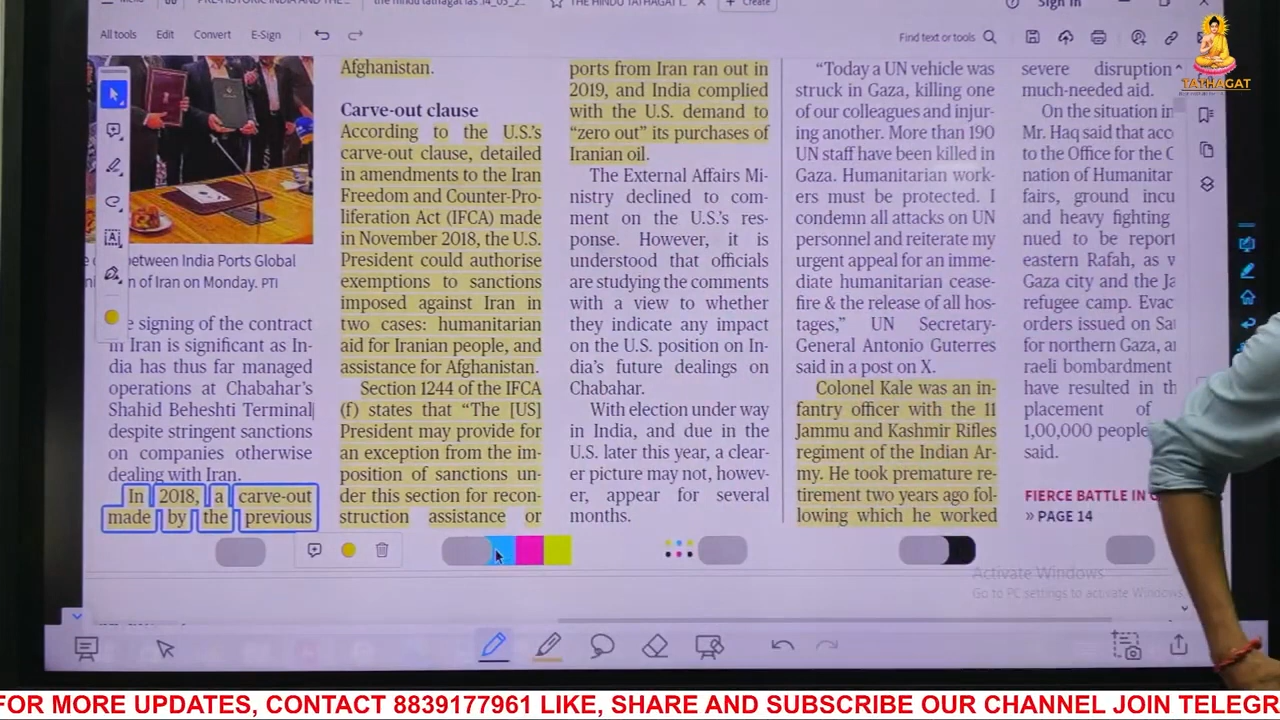 PRE-HISTORIC INDIA AND THE...
THE HINDU TATHAGAT
Create
Sign in
All tools
Edit
Convert
E-Sign
Find text or tools
TATHAGAT
between India Ports Global
n of Iran on Monday. PTI
e signing of the contract
in Iran is significant as In-
dia has thus far managed
operations at Chabahar's
Shahid Beheshti Terminal
despite stringent sanctions
on companies otherwise
dealing with Iran.
In 2018, a carve-out
made by the previous
Afghanistan.
Carve-out clause
According to the U.S.'s
carve-out clause, detailed
in amendments to the Iran
Freedom and Counter-Pro-
liferation Act (IFCA) made
in November 2018, the U.S.
President could authorise
exemptions to sanctions
imposed against Iran in
two cases: humanitarian
aid for Iranian people, and
assistance for Afghanistan.
Section 1244 of the IFCA
(f) states that “The [US]
President may provide for
an exception from the im-
position of sanctions un-
der this section for recon-
struction assistance or
ports from Iran ran out in
2019, and India complied
with the U.S. demand to
“zero out” its purchases of
Iranian oil.
The External Affairs Mi-
nistry declined to com-
ment on the U.S.'s res-
ponse. However, it is
understood that officials
are studying the comments
with a view to whether
they indicate any impact
on the U.S. position on In-
dia's future dealings on
Chabahar.
With election under way
in India, and due in the
U.S. later this year, a clear-
er picture may not, howev-
er, appear for several
months.
“Today a UN vehicle was
struck in Gaza, killing one
of our colleagues and injur-
ing another. More than 190
UN staff have been killed in
Gaza. Humanitarian work-
ers must be protected. I
condemn all attacks on UN
personnel and reiterate my
urgent appeal for an imme-
diate humanitarian cease-
fire & the release of all hos-
tages,” UN Secretary-
General Antonio Guterres
said in a post on X.
Colonel Kale was an in-
fantry officer with the 11
Jammu and Kashmir Rifles
regiment of the Indian Ar-
my. He took premature re-
tirement two years ago fol-
lowing which he worked
severe disruption
much-needed aid.
On the situation in
Mr. Haq said that acc
to the Office for the C
nation of Humanitar
fairs, ground incu
and heavy fighting
nued to be report
eastern Rafah, as v
Gaza city and the Ja
refugee camp. Evac
orders issued on Sat
for northern Gaza, a
raeli bombardment
have resulted in th
placement of
1,00,000 people
said.
FIERCE BATTLE IN
» PAGE 14
Activate Windows
Go to PC settings to activate Windows
FOR MORE UPDATES, CONTACT 8839177961 LIKE, SHARE AND SUBSCRIBE OUR CHANNEL JOIN TELEGR